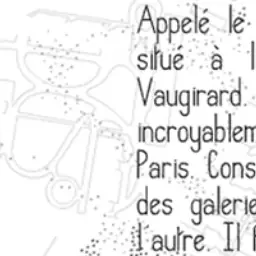 Appelé le
situé à l
Vaugirard.
incroyablem
Paris. Cons
des galerie
l'autre. Il f